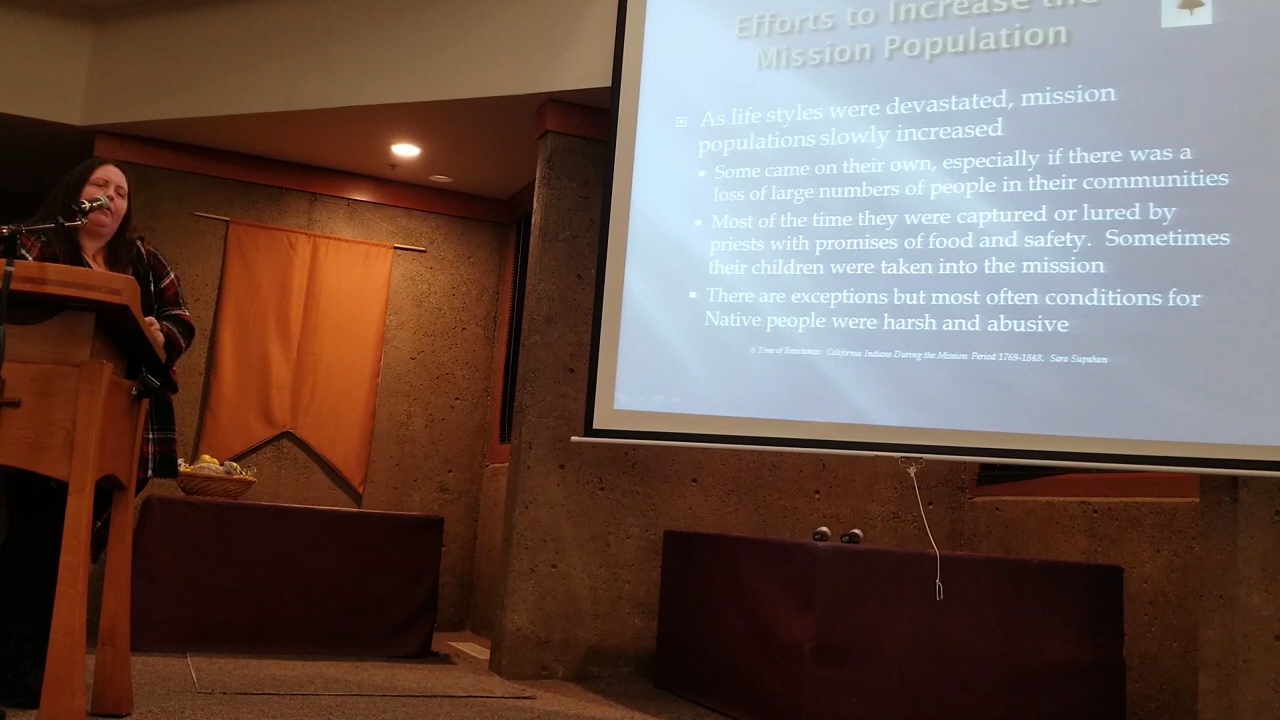 Efforts to Increase the
Mission Population
As life styles were devastated, mission
populations slowly increased
Some came on their own, especially if there was a
loss of large numbers of people in their communities
Most of the time they were captured or lured by
priests with promises of food and safety. Sometimes
their children were taken into the mission
There are exceptions but most often conditions for
Native people were harsh and abusive
A Time of Resistance: California Indians During the Mission Period 1769-1848. Sara Supahan